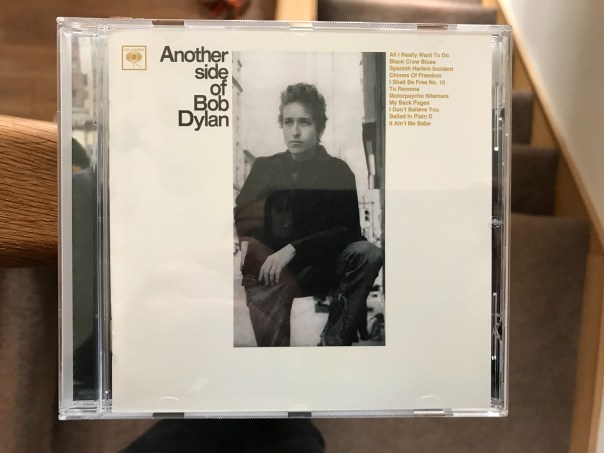 Another
side
of
Bob
Dylan
All I Really Want To Do
Black Crow Blues
Spanish Harlem Incident
Chimes Of Freedom
I Shall Be Free No. 10
To Ramona
Motorpsycho Nitemare
My Back Pages
I Don't Believe You
Ballad In Plain D
It Ain't Me Babe